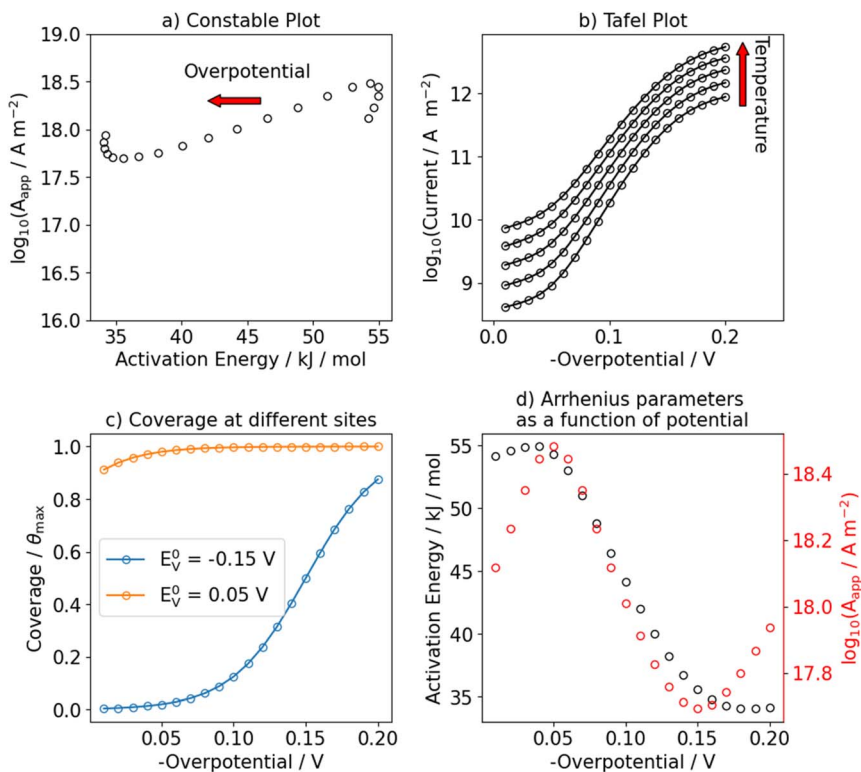 a) Constable Plot
19.0
18.5
18.0
17.5
17.0
16.5
16.0
log₁₀(A_app / A m⁻²)
Overpotential
35
40
45
50
55
Activation Energy / kJ / mol
b) Tafel Plot
12
11
10
9
log₁₀(Current / A m⁻²)
Temperature
0.0
0.1
0.2
-Overpotential / V
c) Coverage at different sites
1.0
0.8
0.6
0.4
0.2
0.0
Coverage / θ_max
E⁰_V = -0.15 V
E⁰_V = 0.05 V
0.05
0.10
0.15
0.20
-Overpotential / V
d) Arrhenius parameters
as a function of potential
55
50
45
40
35
Activation Energy / kJ / mol
18.4
18.2
18.0
17.8
log₁₀(A_app / A m⁻²)
0.05
0.10
0.15
0.20
-Overpotential / V